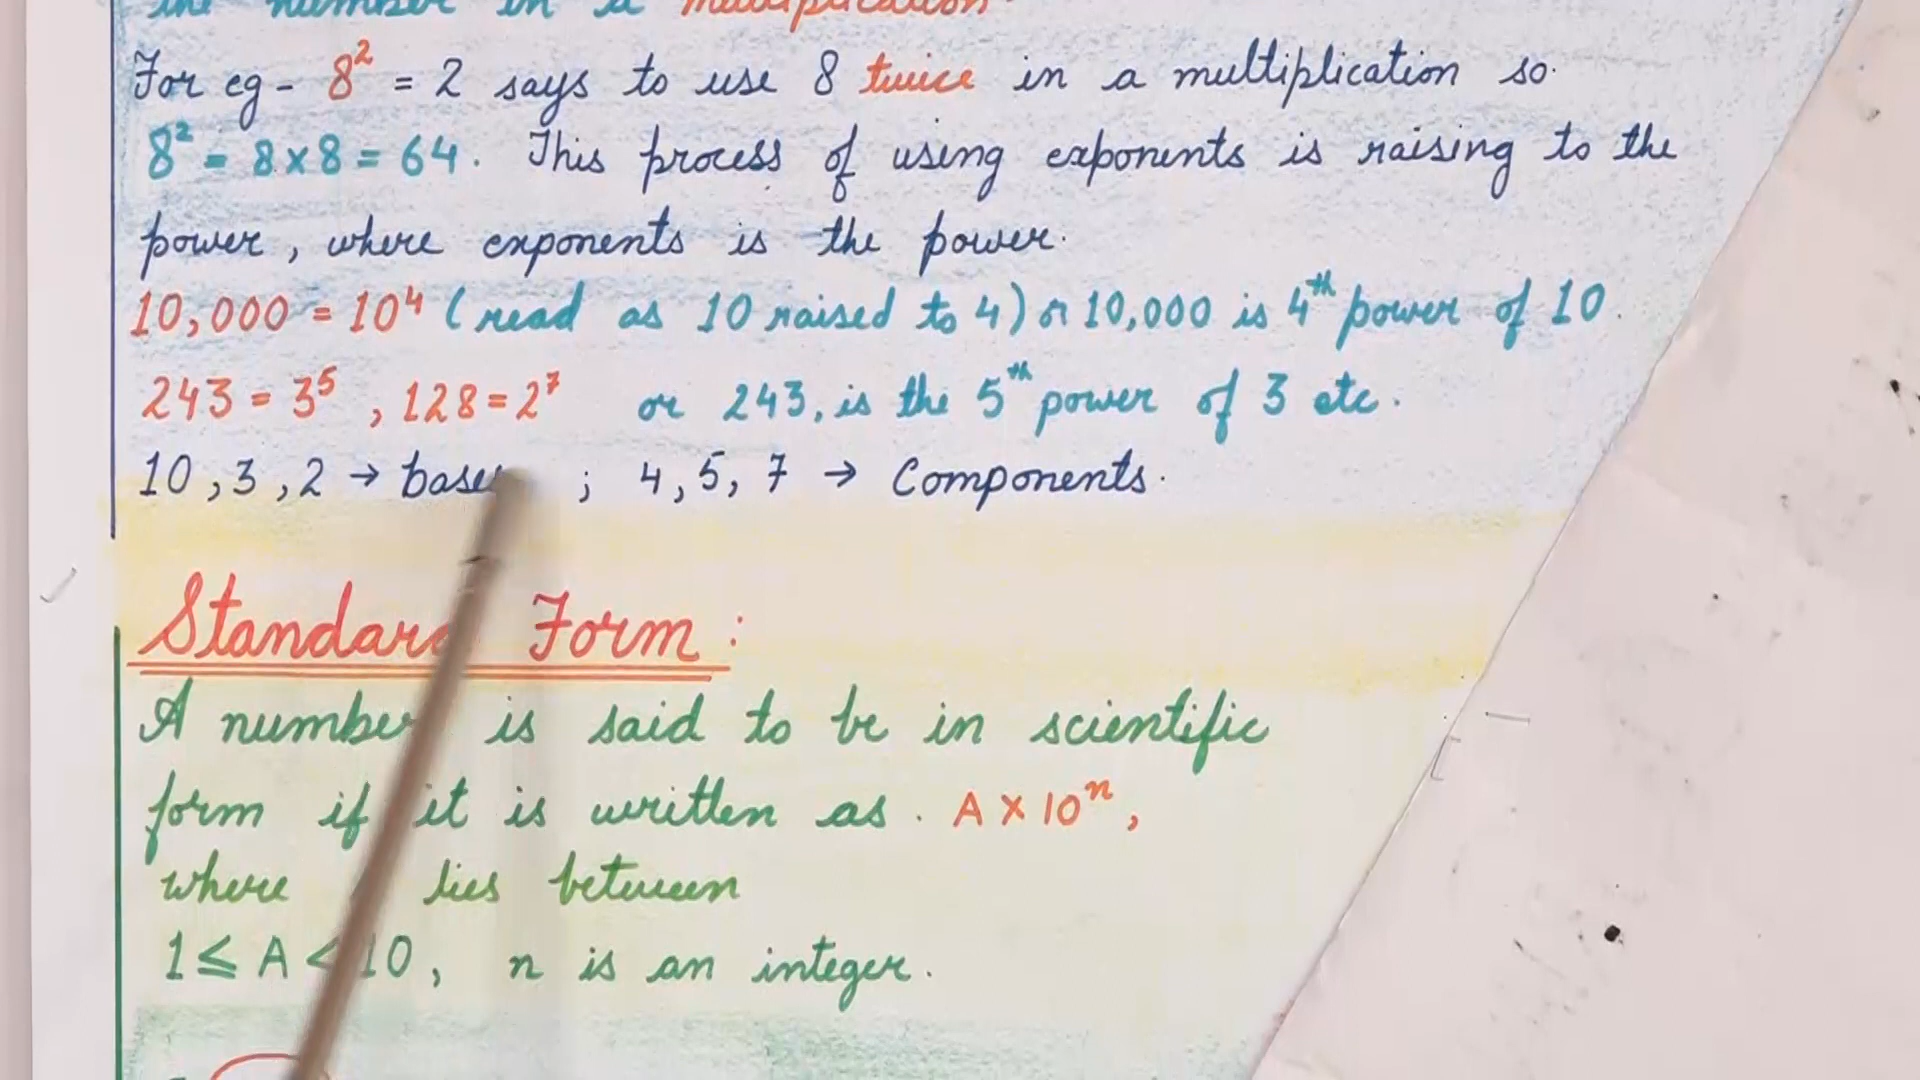 the number in a multiplication.
For eg - 8² = 2 says to use 8 twice in a multiplication so.
8² = 8 x 8 = 64. This process of using exponents is raising to the
power, where exponents is the power.
10,000 = 10⁴ (read as 10 raised to 4) or 10,000 is 4th power of 10.
243 = 3⁵, 128 = 2⁷ or 243, is the 5th power of 3 etc.
10, 3, 2 → base ; 4, 5, 7 → Components.
Standard Form:
A number is said to be in scientific
form if it is written as. A x 10ⁿ,
where lies between
1 ≤ A < 10, n is an integer.